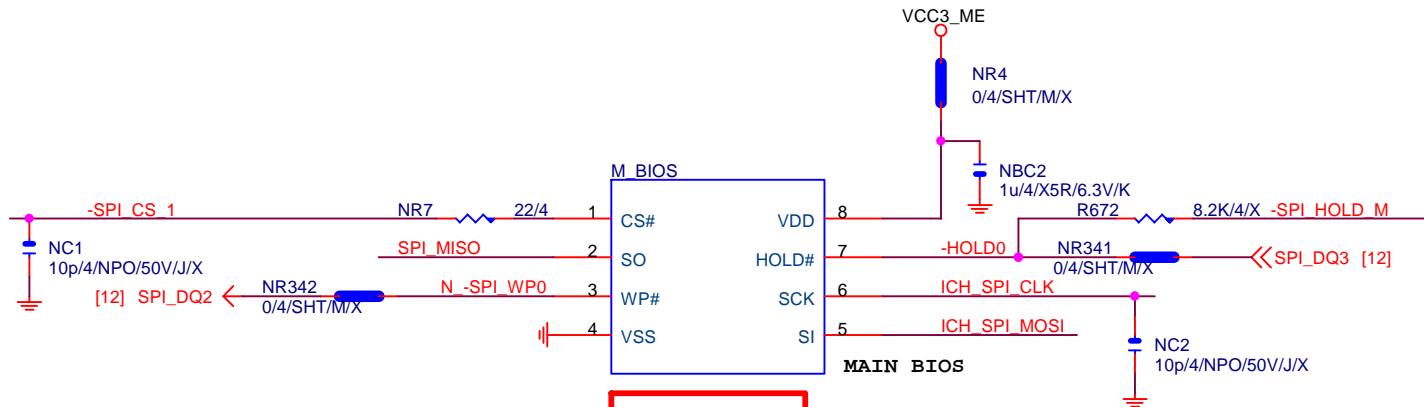 VCC3_ME
NR4
0/4/SHT/M/X
M_BIOS
NBC2
1u/4/X5R/6.3V/K
-SPI_CS_1
NR7
22/4
1
CS#
VDD
8
R672
8.2K/4/X
-SPI_HOLD_M
NC1
10p/4/NPO/50V/J/X
SPI_MISO
2
SO
HOLD#
7
-HOLD0
NR341
0/4/SHT/M/X
SPI_DQ3 [12]
[12] SPI_DQ2
NR342
0/4/SHT/M/X
N_-SPI_WP0
3
WP#
SCK
6
ICH_SPI_CLK
4
VSS
SI
5
ICH_SPI_MOSI
NC2
10p/4/NPO/50V/J/X
MAIN BIOS